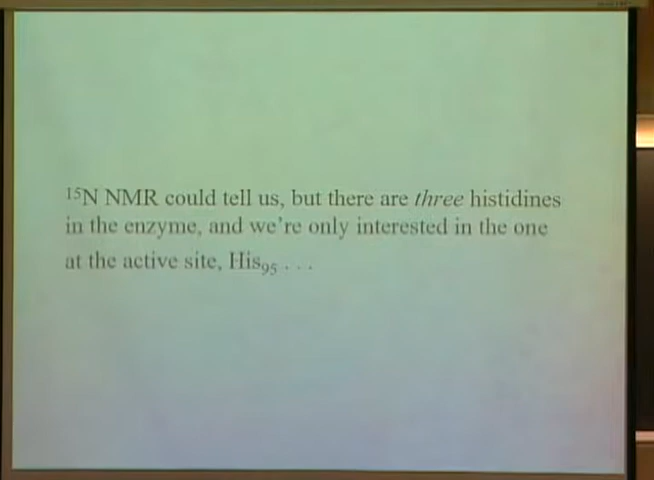 ¹⁵N NMR could tell us, but there are three histidines
in the enzyme, and we're only interested in the one
at the active site, His₉₅ . . .